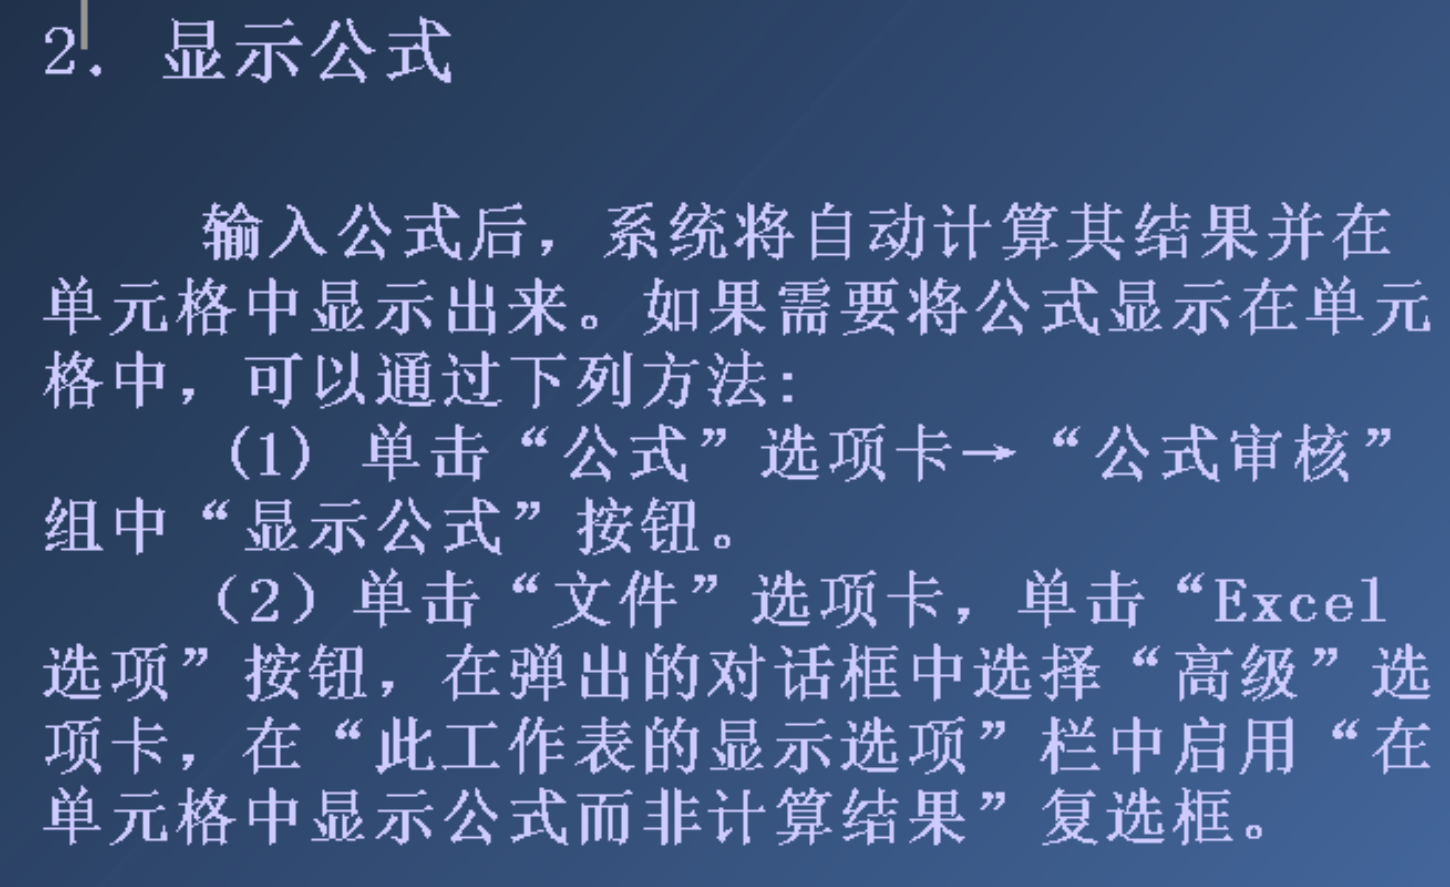 2. 显示公式
输入公式后，系统将自动计算其结果并在
单元格中显示出来。如果需要将公式显示在单元
格中，可以通过下列方法:
(1) 单击“公式”选项卡→“公式审核”
组中“显示公式”按钮。
（2）单击“文件”选项卡，单击“Excel
选项”按钮，在弹出的对话框中选择“高级”选
项卡，在“此工作表的显示选项”栏中启用“在
单元格中显示公式而非计算结果”复选框。